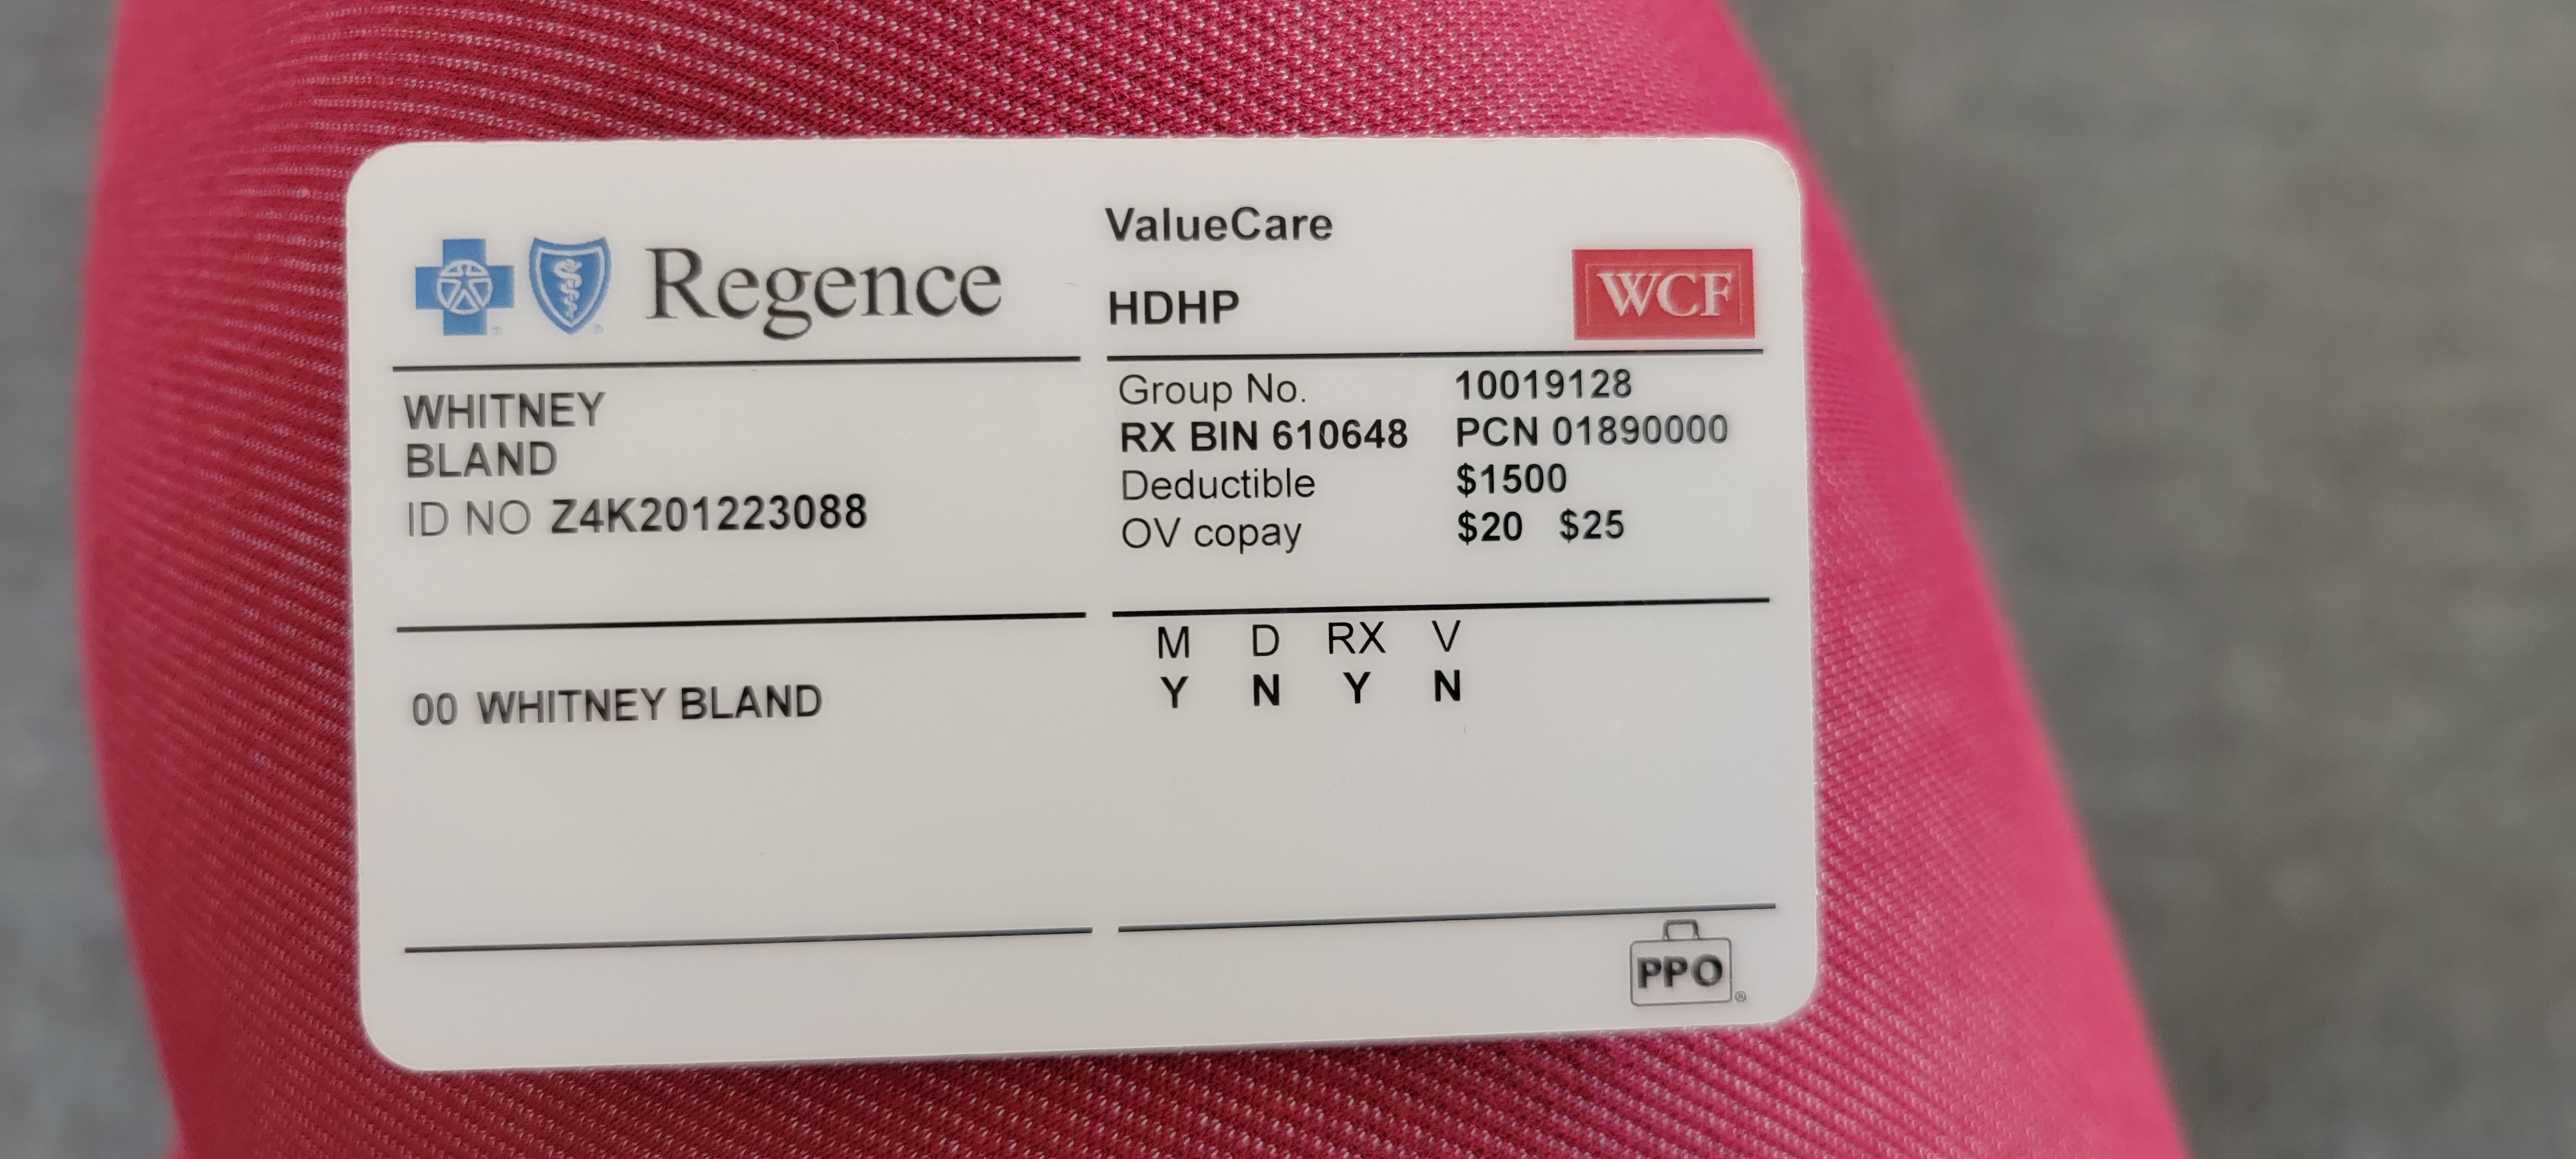 Regence
WHITNEY
BLAND
ID NO Z4K201223088
00 WHITNEY BLAND
ValueCare
HDHP
WCF
Group No. 10019128
RX BIN 610648 PCN 01890000
Deductible $1500
OV copay $20 $25
M D RX V
Y N Y N
PPO